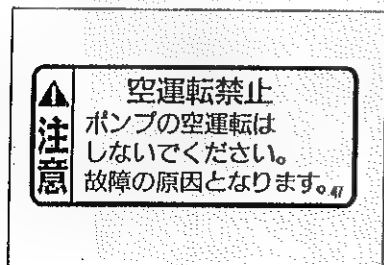 注意
空運転禁止
ポンプの空運転は
しないでください。
故障の原因となります。47